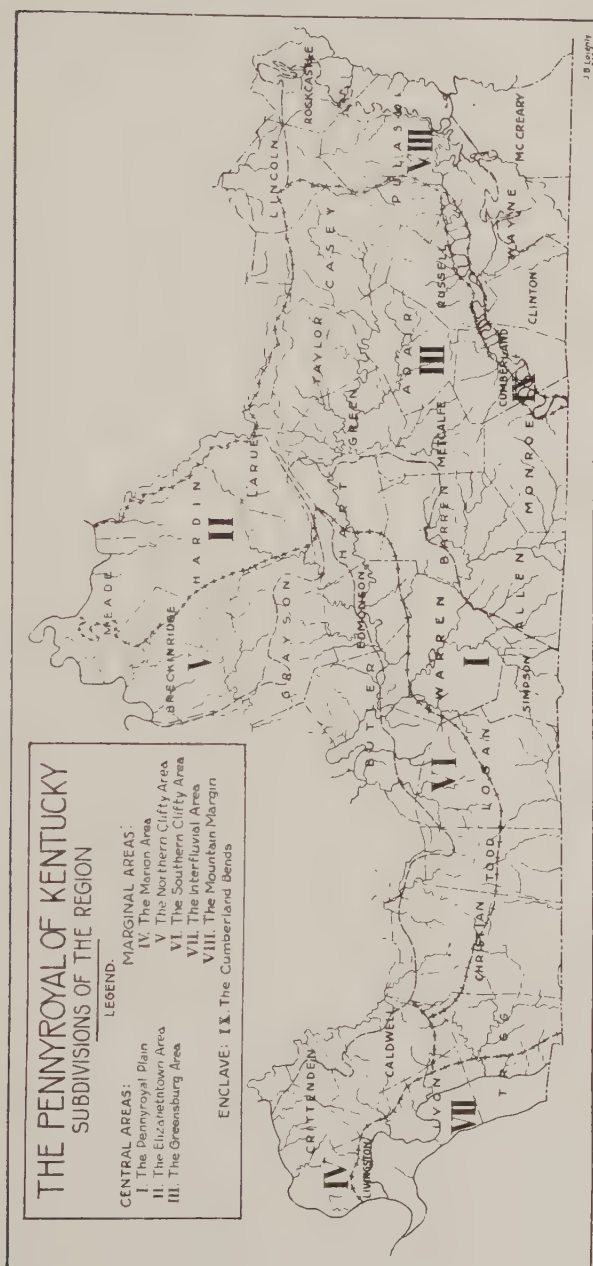 THE PENNYROYAL OF KENTUCKY
SUBDIVISIONS OF THE REGION
LEGEND.
CENTRAL AREAS:
I. The Pennyroyal Plain
II. The Elizabethtown Area
III. The Greensburg Area
MARGINAL AREAS:
IV. The Marion Area
V The Northern Clifty Area
VI. The Southern Clifty Area
VII. The Interfluvial Area
VIII. The Mountain Margin
ENCLAVE: IX. The Cumberland Bends
CRITTENDEN
IV
LIVINGSTON
CALDWELL
LYON
VII
TRIGG
CHRISTIAN
TODD
LOGAN
VI
BUTLER
WARREN
I
SIMPSON
ALLEN
EDMONSON
GRAYSON
V
BRECKINRIDGE
MEADE
HARDIN
II
LARUE
HART
GREEN
BARREN
METCALFE
MONROE
TAYLOR
ADAIR
III
CUMBERLAND
IX
CASEY
RUSSELL
CLINTON
WAYNE
LINCOLN
PULASKI
VIII
ROCKCASTLE
MC CREARY